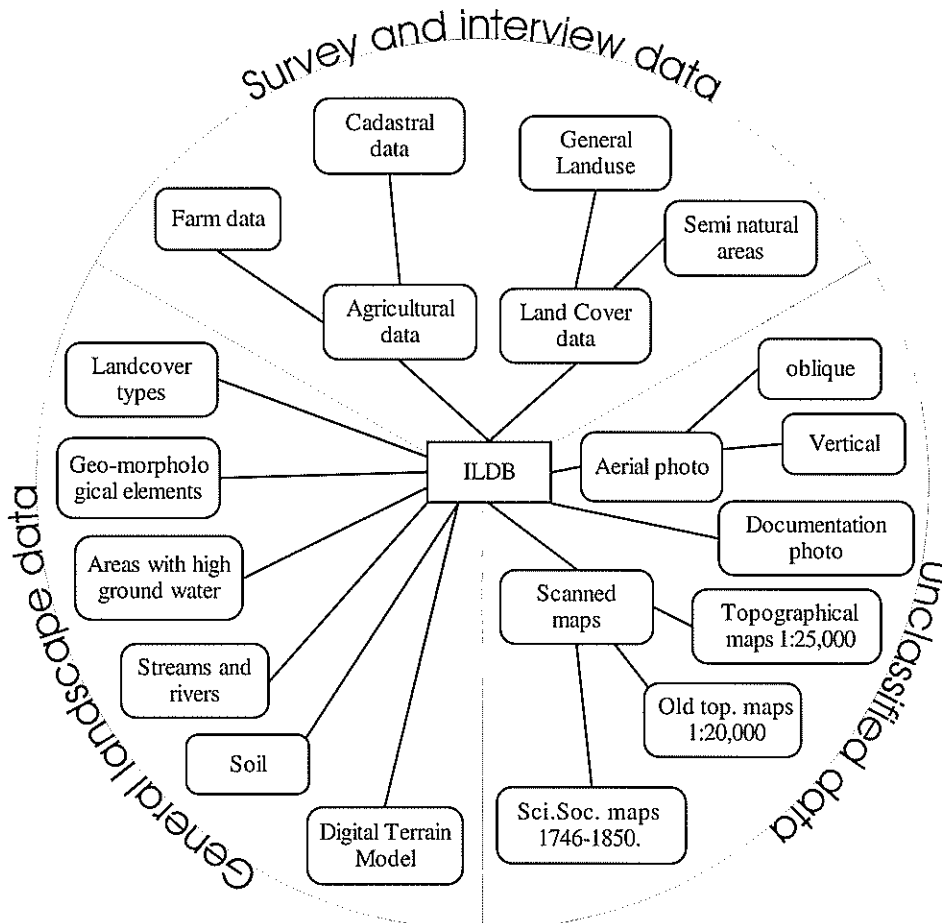 Survey and interview data
Cadastral
data
General
Landuse
Farm data
Semi natural
areas
Agricultural
data
Land Cover
data
Landcover
types
oblique
Geo-morpholo
gical elements
ILDB
Aerial photo
Vertical
Areas with high
ground water
Documentation
photo
Scanned
maps
Topographical
maps 1:25,000
Streams and
rivers
Old top. maps
1:20,000
Soil
Digital Terrain
Model
Sci.Soc. maps
1746-1850.
General landscape data
Unclassified data